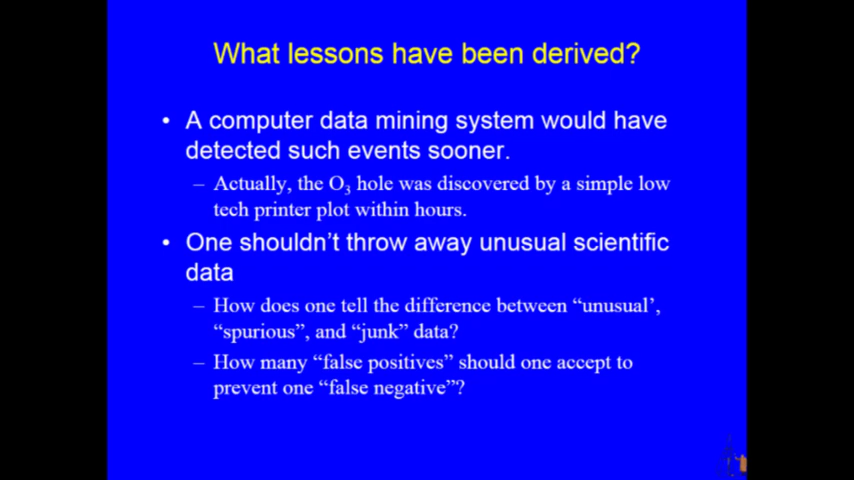 What lessons have been derived?
• A computer data mining system would have
detected such events sooner.
– Actually, the O₃ hole was discovered by a simple low
tech printer plot within hours.
• One shouldn't throw away unusual scientific
data
– How does one tell the difference between “unusual’,
“spurious”, and “junk” data?
– How many “false positives” should one accept to
prevent one “false negative”?